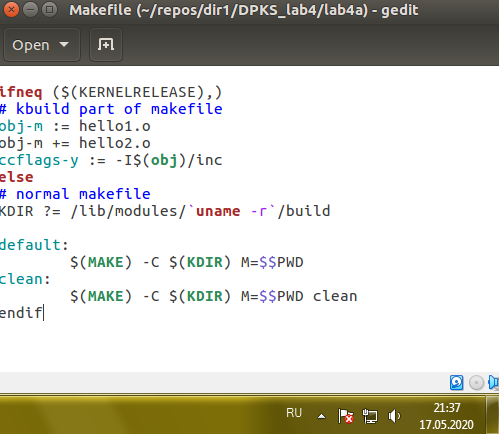 Makefile (~/repos/dir1/DPKS_lab4/lab4a) - gedit
Open
ifneq ($(KERNELRELEASE),)
# kbuild part of makefile
obj-m := hello1.o
obj-m += hello2.o
ccflags-y := -I$(obj)/inc
else
# normal makefile
KDIR ?= /lib/modules/`uname -r`/build
default:
$(MAKE) -C $(KDIR) M=$$PWD
clean:
$(MAKE) -C $(KDIR) M=$$PWD clean
endif
RU
21:37
17.05.2020